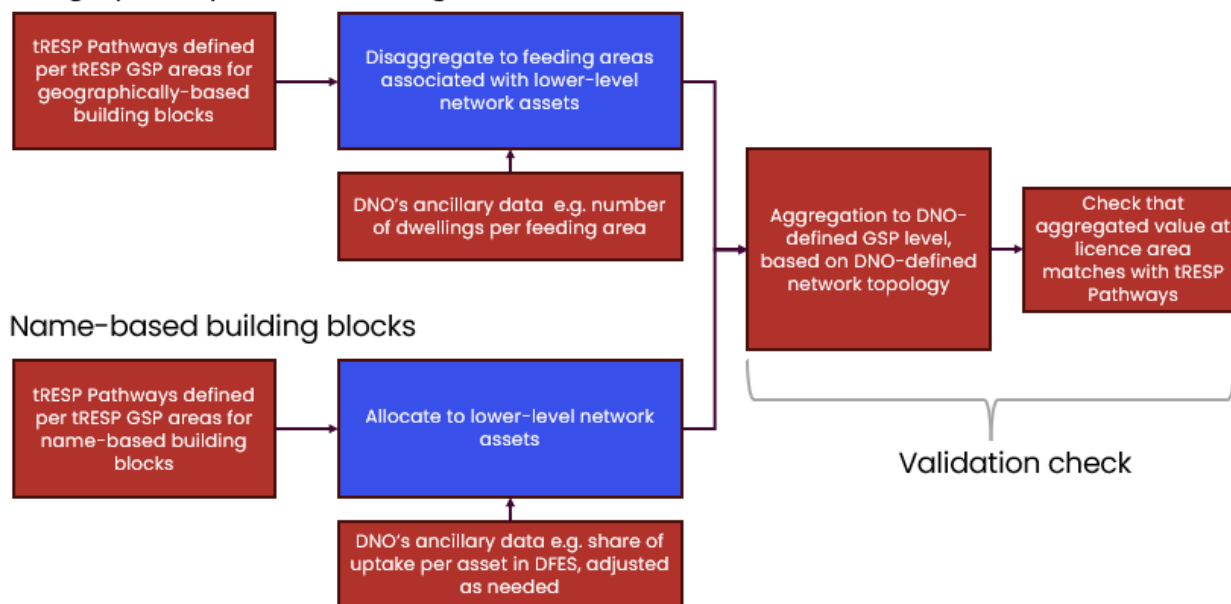 tRESP Pathways defined
per tRESP GSP areas for
geographically-based
building blocks
Disaggregate to feeding areas
associated with lower-level
network assets
DNO's ancillary data e.g. number
of dwellings per feeding area
Aggregation to DNO-
defined GSP level,
based on DNO-defined
network topology
Check that
aggregated value at
licence area
matches with tRESP
Pathways
Name-based building blocks
tRESP Pathways defined
per tRESP GSP areas for
name-based building
blocks
Allocate to lower-level network
assets
DNO's ancillary data e.g. share of
uptake per asset in DFES, adjusted
as needed
Validation check